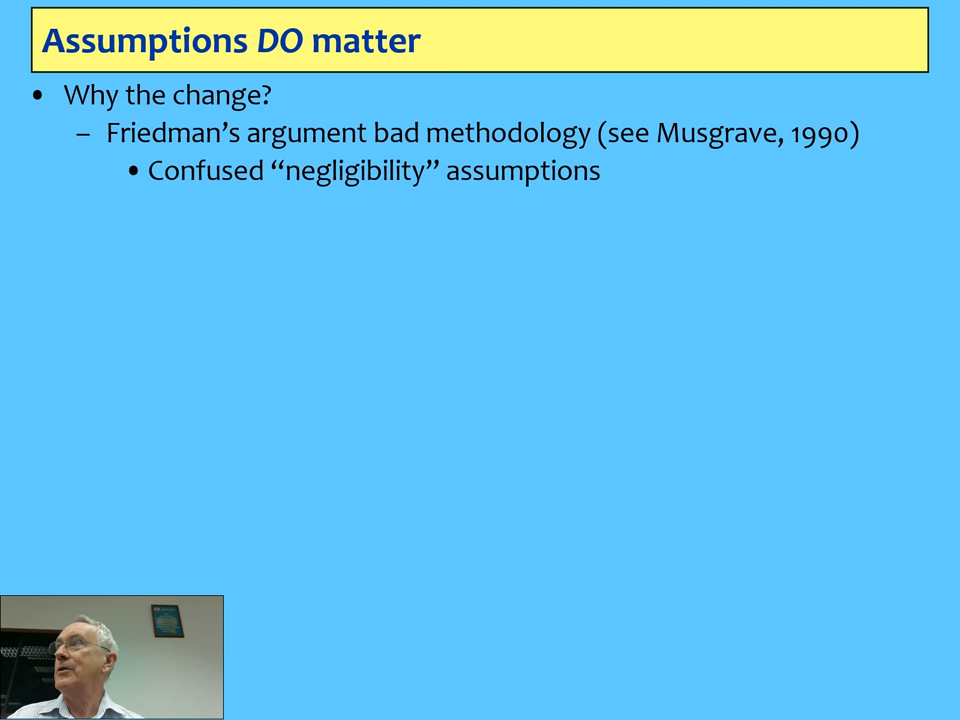 Assumptions DO matter
• Why the change?
– Friedman’s argument bad methodology (see Musgrave, 1990)
• Confused “negligibility” assumptions